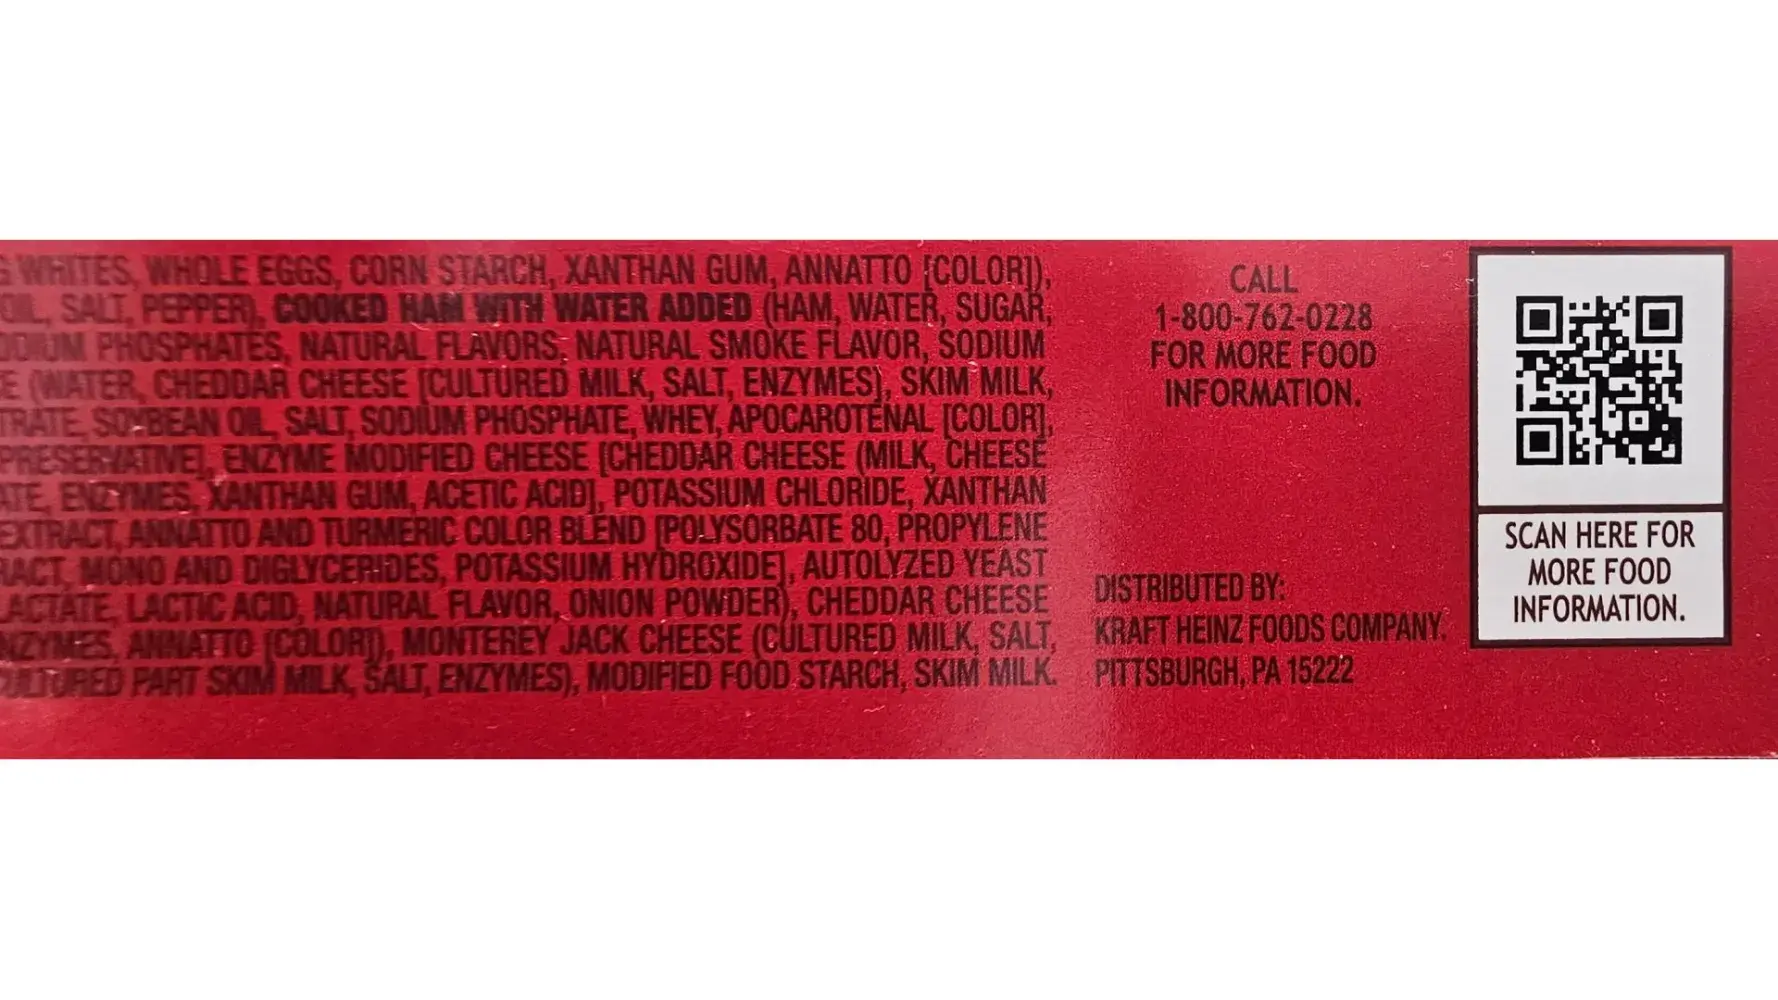 WHITES, WHOLE EGGS, CORN STARCH, XANTHAN GUM, ANNATTO [COLOR]),
OIL, SALT, PEPPER), COOKED HAM WITH WATER ADDED (HAM, WATER, SUGAR,
PHOSPHATES, NATURAL FLAVORS, NATURAL SMOKE FLAVOR, SODIUM
(WATER, CHEDDAR CHEESE [CULTURED MILK, SALT, ENZYMES], SKIM MILK,
SOYBEAN OIL, SALT, SODIUM PHOSPHATE, WHEY, APOCAROTENAL [COLOR],
PRESERVATIVE], ENZYME MODIFIED CHEESE [CHEDDAR CHEESE (MILK, CHEESE
ENZYMES, XANTHAN GUM, ACETIC ACID], POTASSIUM CHLORIDE, XANTHAN
EXTRACT, ANNATTO AND TURMERIC COLOR BLEND [POLYSORBATE 80, PROPYLENE
MONO AND DIGLYCERIDES, POTASSIUM HYDROXIDE], AUTOLYZED YEAST
LACTATE, LACTIC ACID, NATURAL FLAVOR, ONION POWDER), CHEDDAR CHEESE
ENZYMES, ANNATTO [COLOR]), MONTEREY JACK CHEESE (CULTURED MILK, SALT,
CULTURED PART SKIM MILK, SALT, ENZYMES), MODIFIED FOOD STARCH, SKIM MILK.
CALL
1-800-762-0228
FOR MORE FOOD
INFORMATION.
DISTRIBUTED BY:
KRAFT HEINZ FOODS COMPANY.
PITTSBURGH, PA 15222
SCAN HERE FOR
MORE FOOD
INFORMATION.